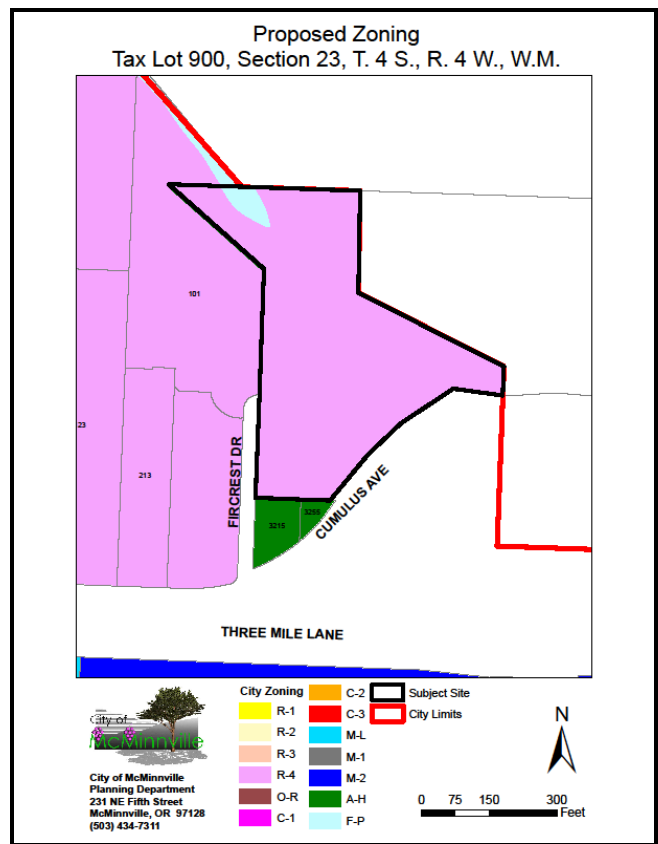 Proposed Zoning
Tax Lot 900, Section 23, T. 4 S., R. 4 W., W.M.
101
23
213
FIRCREST DR
3215
3255
CUMULUS AVE
THREE MILE LANE
City of
McMinnville
City of McMinnville
Planning Department
231 NE Fifth Street
McMinnville, OR 97128
(503) 434-7311
City Zoning
R-1
R-2
R-3
R-4
O-R
C-1
C-2
C-3
M-L
M-1
M-2
A-H
F-P
Subject Site
City Limits
N
0 75 150 300
Feet